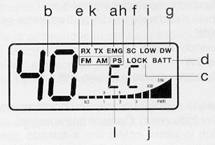 b e k a h f i g
RX TX EMG SC LOW DW
FM AM PS LOCK BATT d
40 EC
c
l j